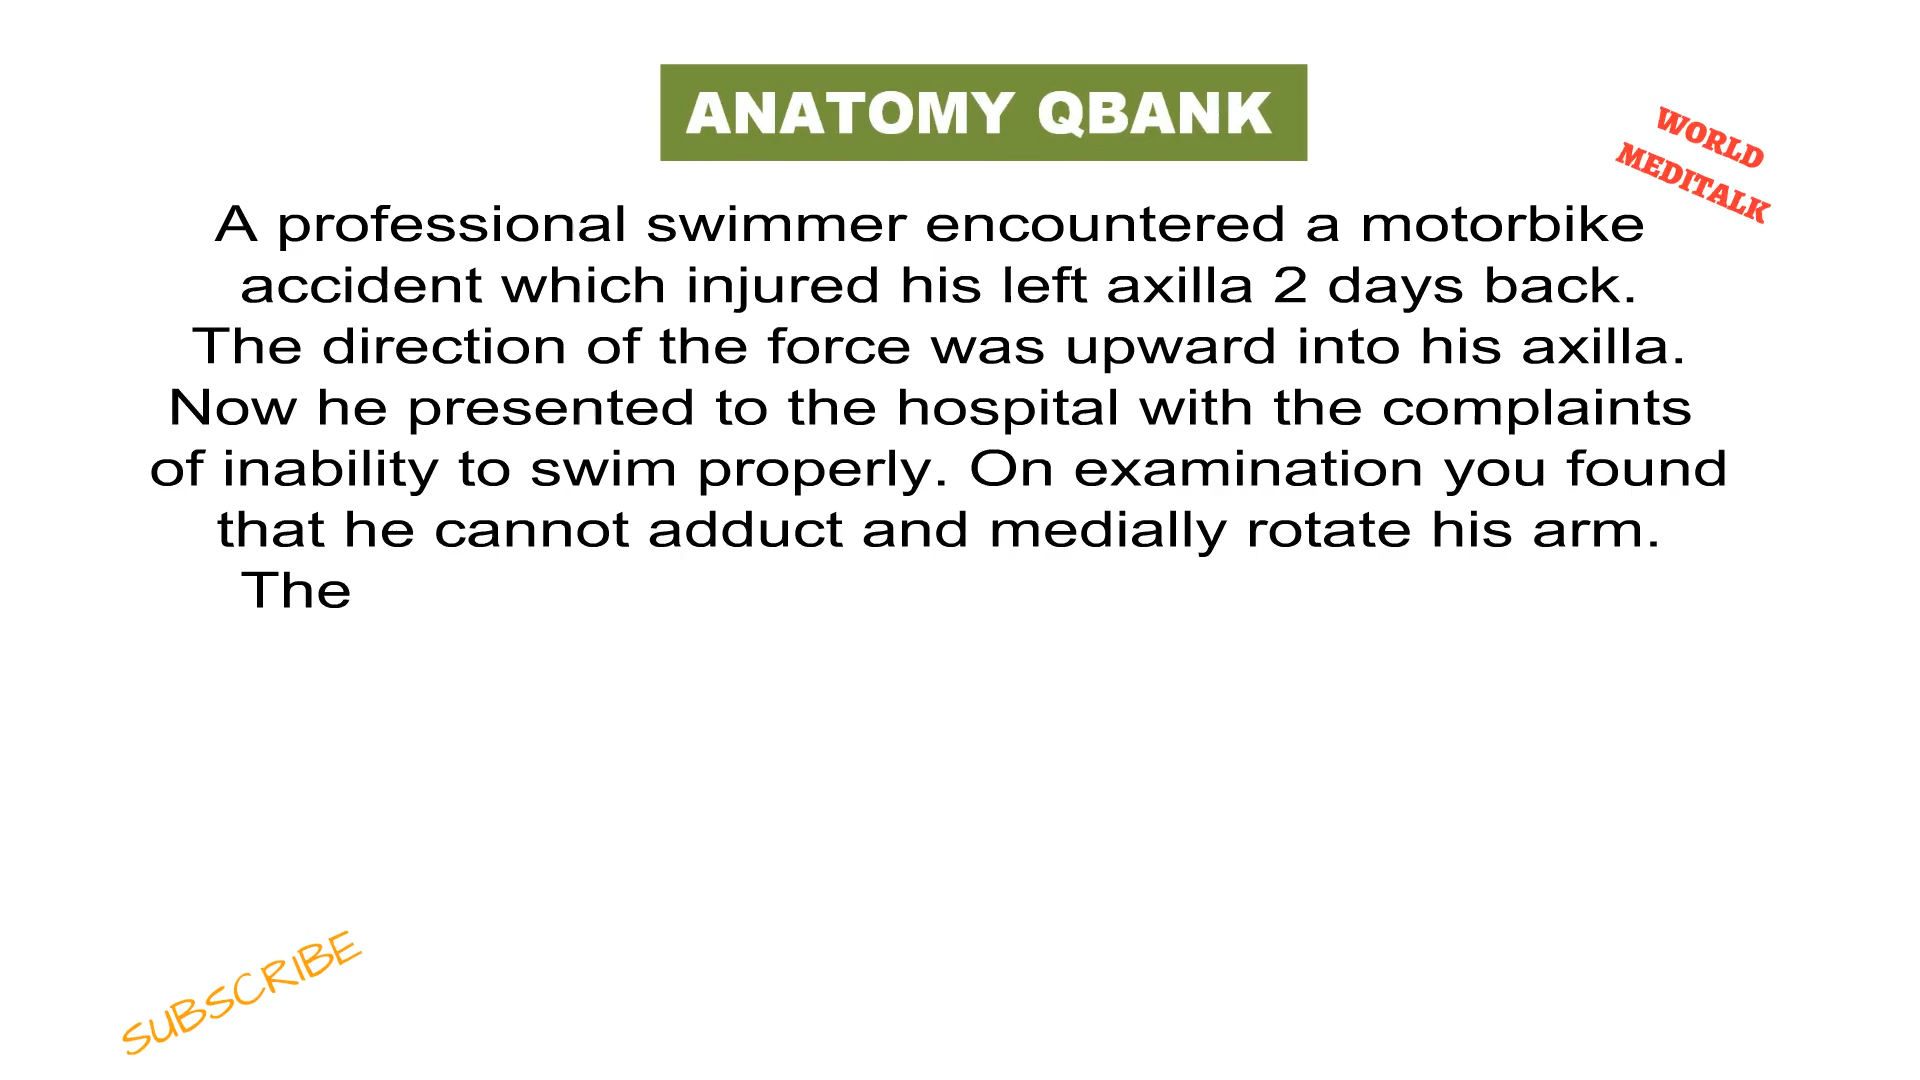 ANATOMY QBANK
WORLD
MEDITALK
A professional swimmer encountered a motorbike
accident which injured his left axilla 2 days back.
The direction of the force was upward into his axilla.
Now he presented to the hospital with the complaints
of inability to swim properly. On examination you found
that he cannot adduct and medially rotate his arm.
The
SUBSCRIBE